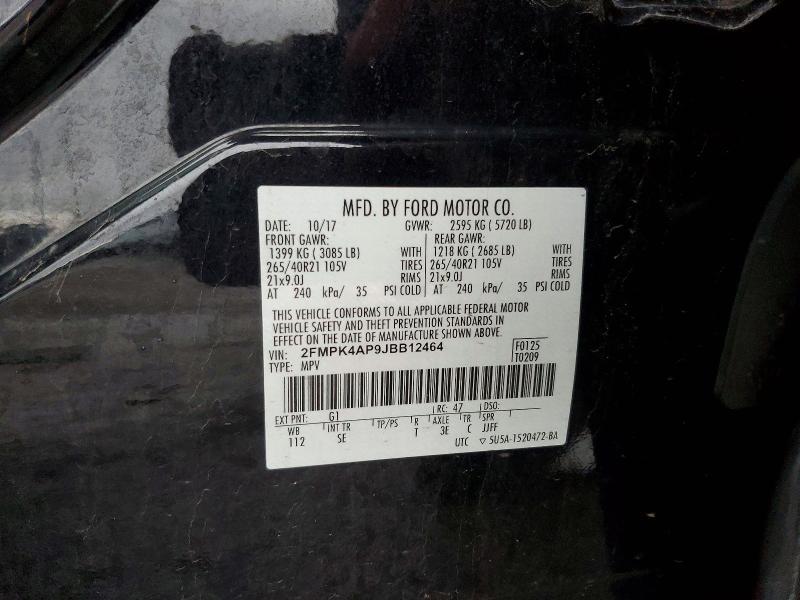 MFD. BY FORD MOTOR CO.
DATE: 10/17 GVWR: 2595 KG ( 5720 LB)
FRONT GAWR: REAR GAWR:
1399 KG ( 3085 LB) WITH 1218 KG ( 2685 LB) WITH
265/40R21 105V TIRES 265/40R21 105V TIRES
21x9.0J RIMS 21x9.0J RIMS
AT 240 kPa/ 35 PSI COLD AT 240 kPa/ 35 PSI COLD
THIS VEHICLE CONFORMS TO ALL APPLICABLE FEDERAL MOTOR
VEHICLE SAFETY AND THEFT PREVENTION STANDARDS IN
EFFECT ON THE DATE OF MANUFACTURE SHOWN ABOVE.
VIN: 2FMPK4AP9JBB12464 F0125
TYPE: MPV T0209
EXT PNT: G1 RC: 47 DSO:
WB INT TR TP/PS R AXLE TR SPR
112 SE T 3E C JJFF
UTC ▽ 5U5A-1520472-BA